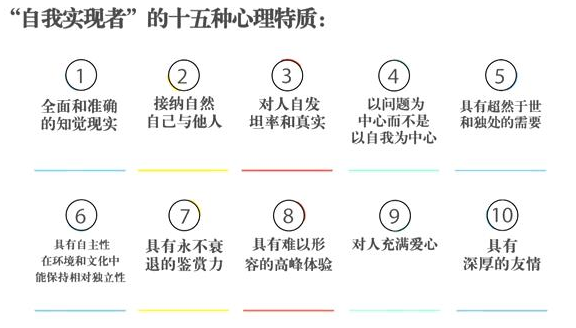 “自我实现者”的十五种心理特质：
1
全面和准确
的知觉现实
2
接纳自然
自己与他人
3
对人自发
坦率和真实
4
以问题为
中心而不是
以自我为中心
5
具有超然于世
和独处的需要
6
具有自主性
在环境和文化中
能保持相对独立性
7
具有永不衰
退的鉴赏力
8
具有难以形
容的高峰体验
9
对人充满爱心
10
具有
深厚的友情